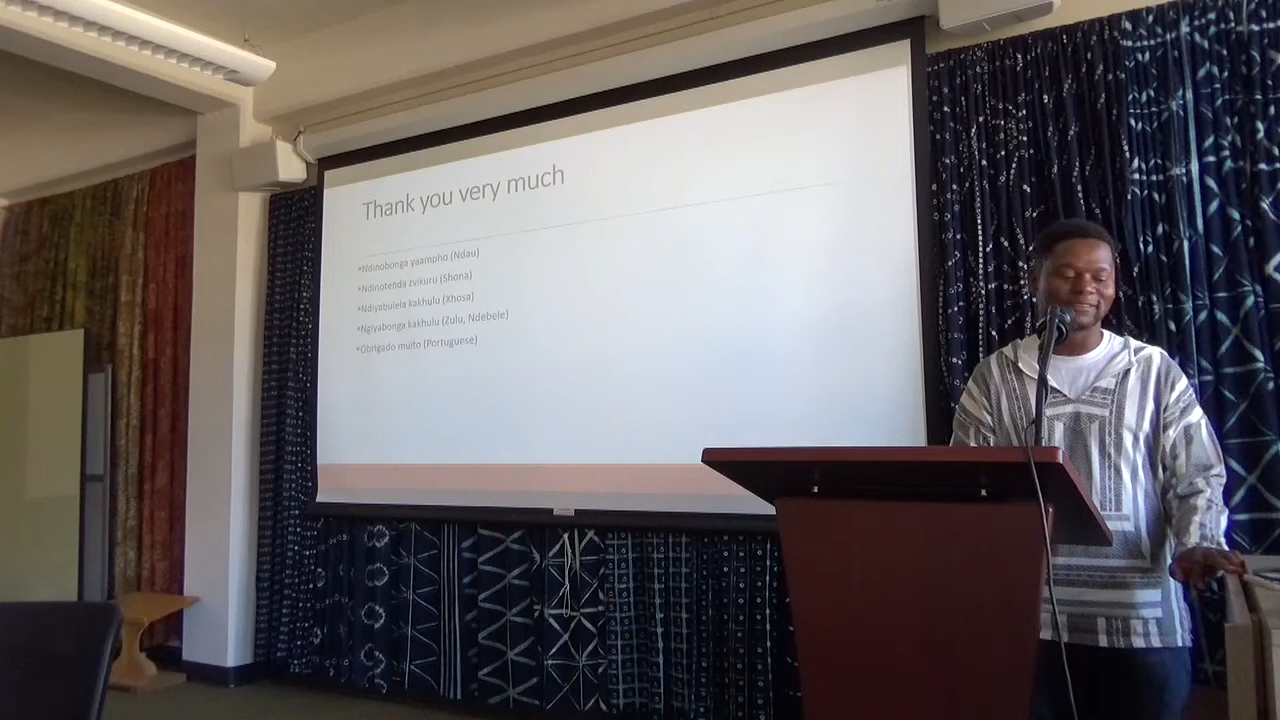 Thank you very much
•Ndinobonga yaampho (Ndau)
•Ndinotenda zvikuru (Shona)
•Ndiyabulela kakhulu (Xhosa)
•Ngiyabonga kakhulu (Zulu, Ndebele)
•Obrigado muito (Portuguese)